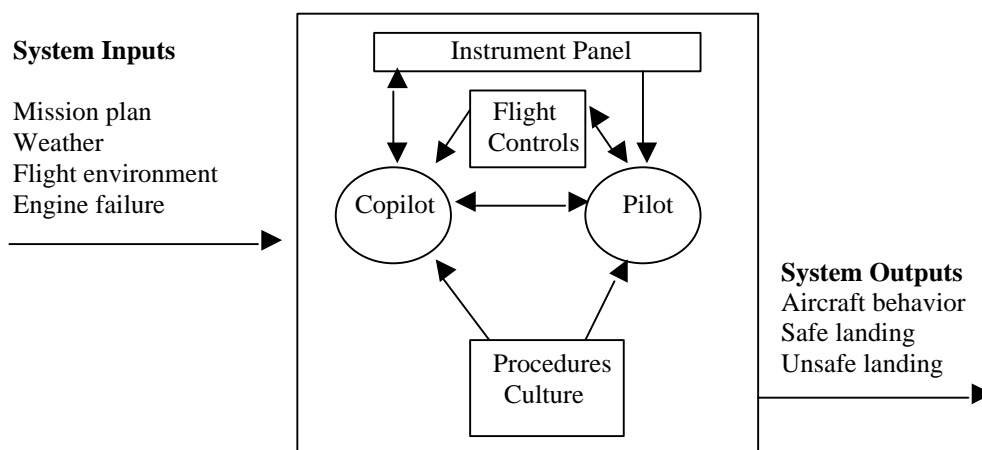 System Inputs
Mission plan
Weather
Flight environment
Engine failure
Instrument Panel
Flight
Controls
Copilot
Pilot
Procedures
Culture
System Outputs
Aircraft behavior
Safe landing
Unsafe landing